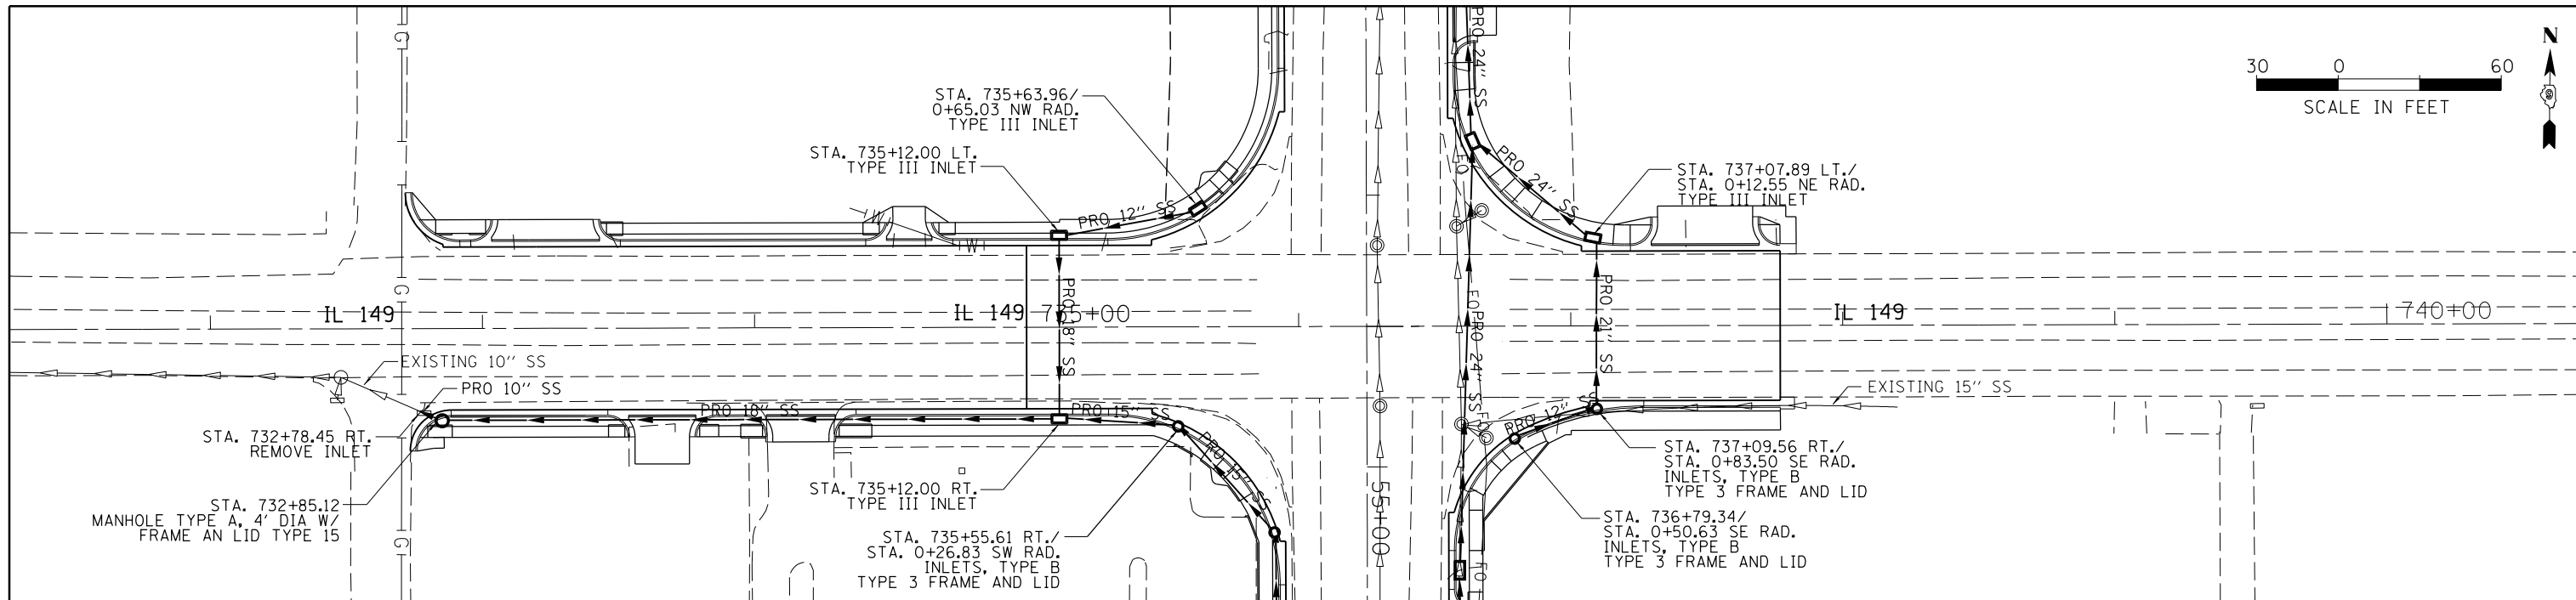 N
30 0 60
SCALE IN FEET
G
PRO 24" SS
STA. 735+63.96/
0+65.03 NW RAD.
TYPE III INLET
STA. 735+12.00 LT.
TYPE III INLET
PRO 12" SS
W
W
FO
PRO 24" SS
STA. 737+07.89 LT./
STA. 0+12.55 NE RAD.
TYPE III INLET
G
IL 149
IL 149
735+00
PRO 18" SS
FO
PRO 24" SS
FO
PRO 21" SS
IL 149
740+00
EXISTING 10" SS
PRO 10" SS
PRO 18" SS
PRO 15" SS
PRO 15" SS
PRO 12" SS
EXISTING 15" SS
STA. 732+78.45 RT.
REMOVE INLET
STA. 732+85.12
MANHOLE TYPE A, 4' DIA W/
FRAME AN LID TYPE 15
G
STA. 735+12.00 RT.
TYPE III INLET
STA. 735+55.61 RT./
STA. 0+26.83 SW RAD.
INLETS, TYPE B
TYPE 3 FRAME AND LID
55+00
FO
STA. 737+09.56 RT./
STA. 0+83.50 SE RAD.
INLETS, TYPE B
TYPE 3 FRAME AND LID
STA. 736+79.34/
STA. 0+50.63 SE RAD.
INLETS, TYPE B
TYPE 3 FRAME AND LID